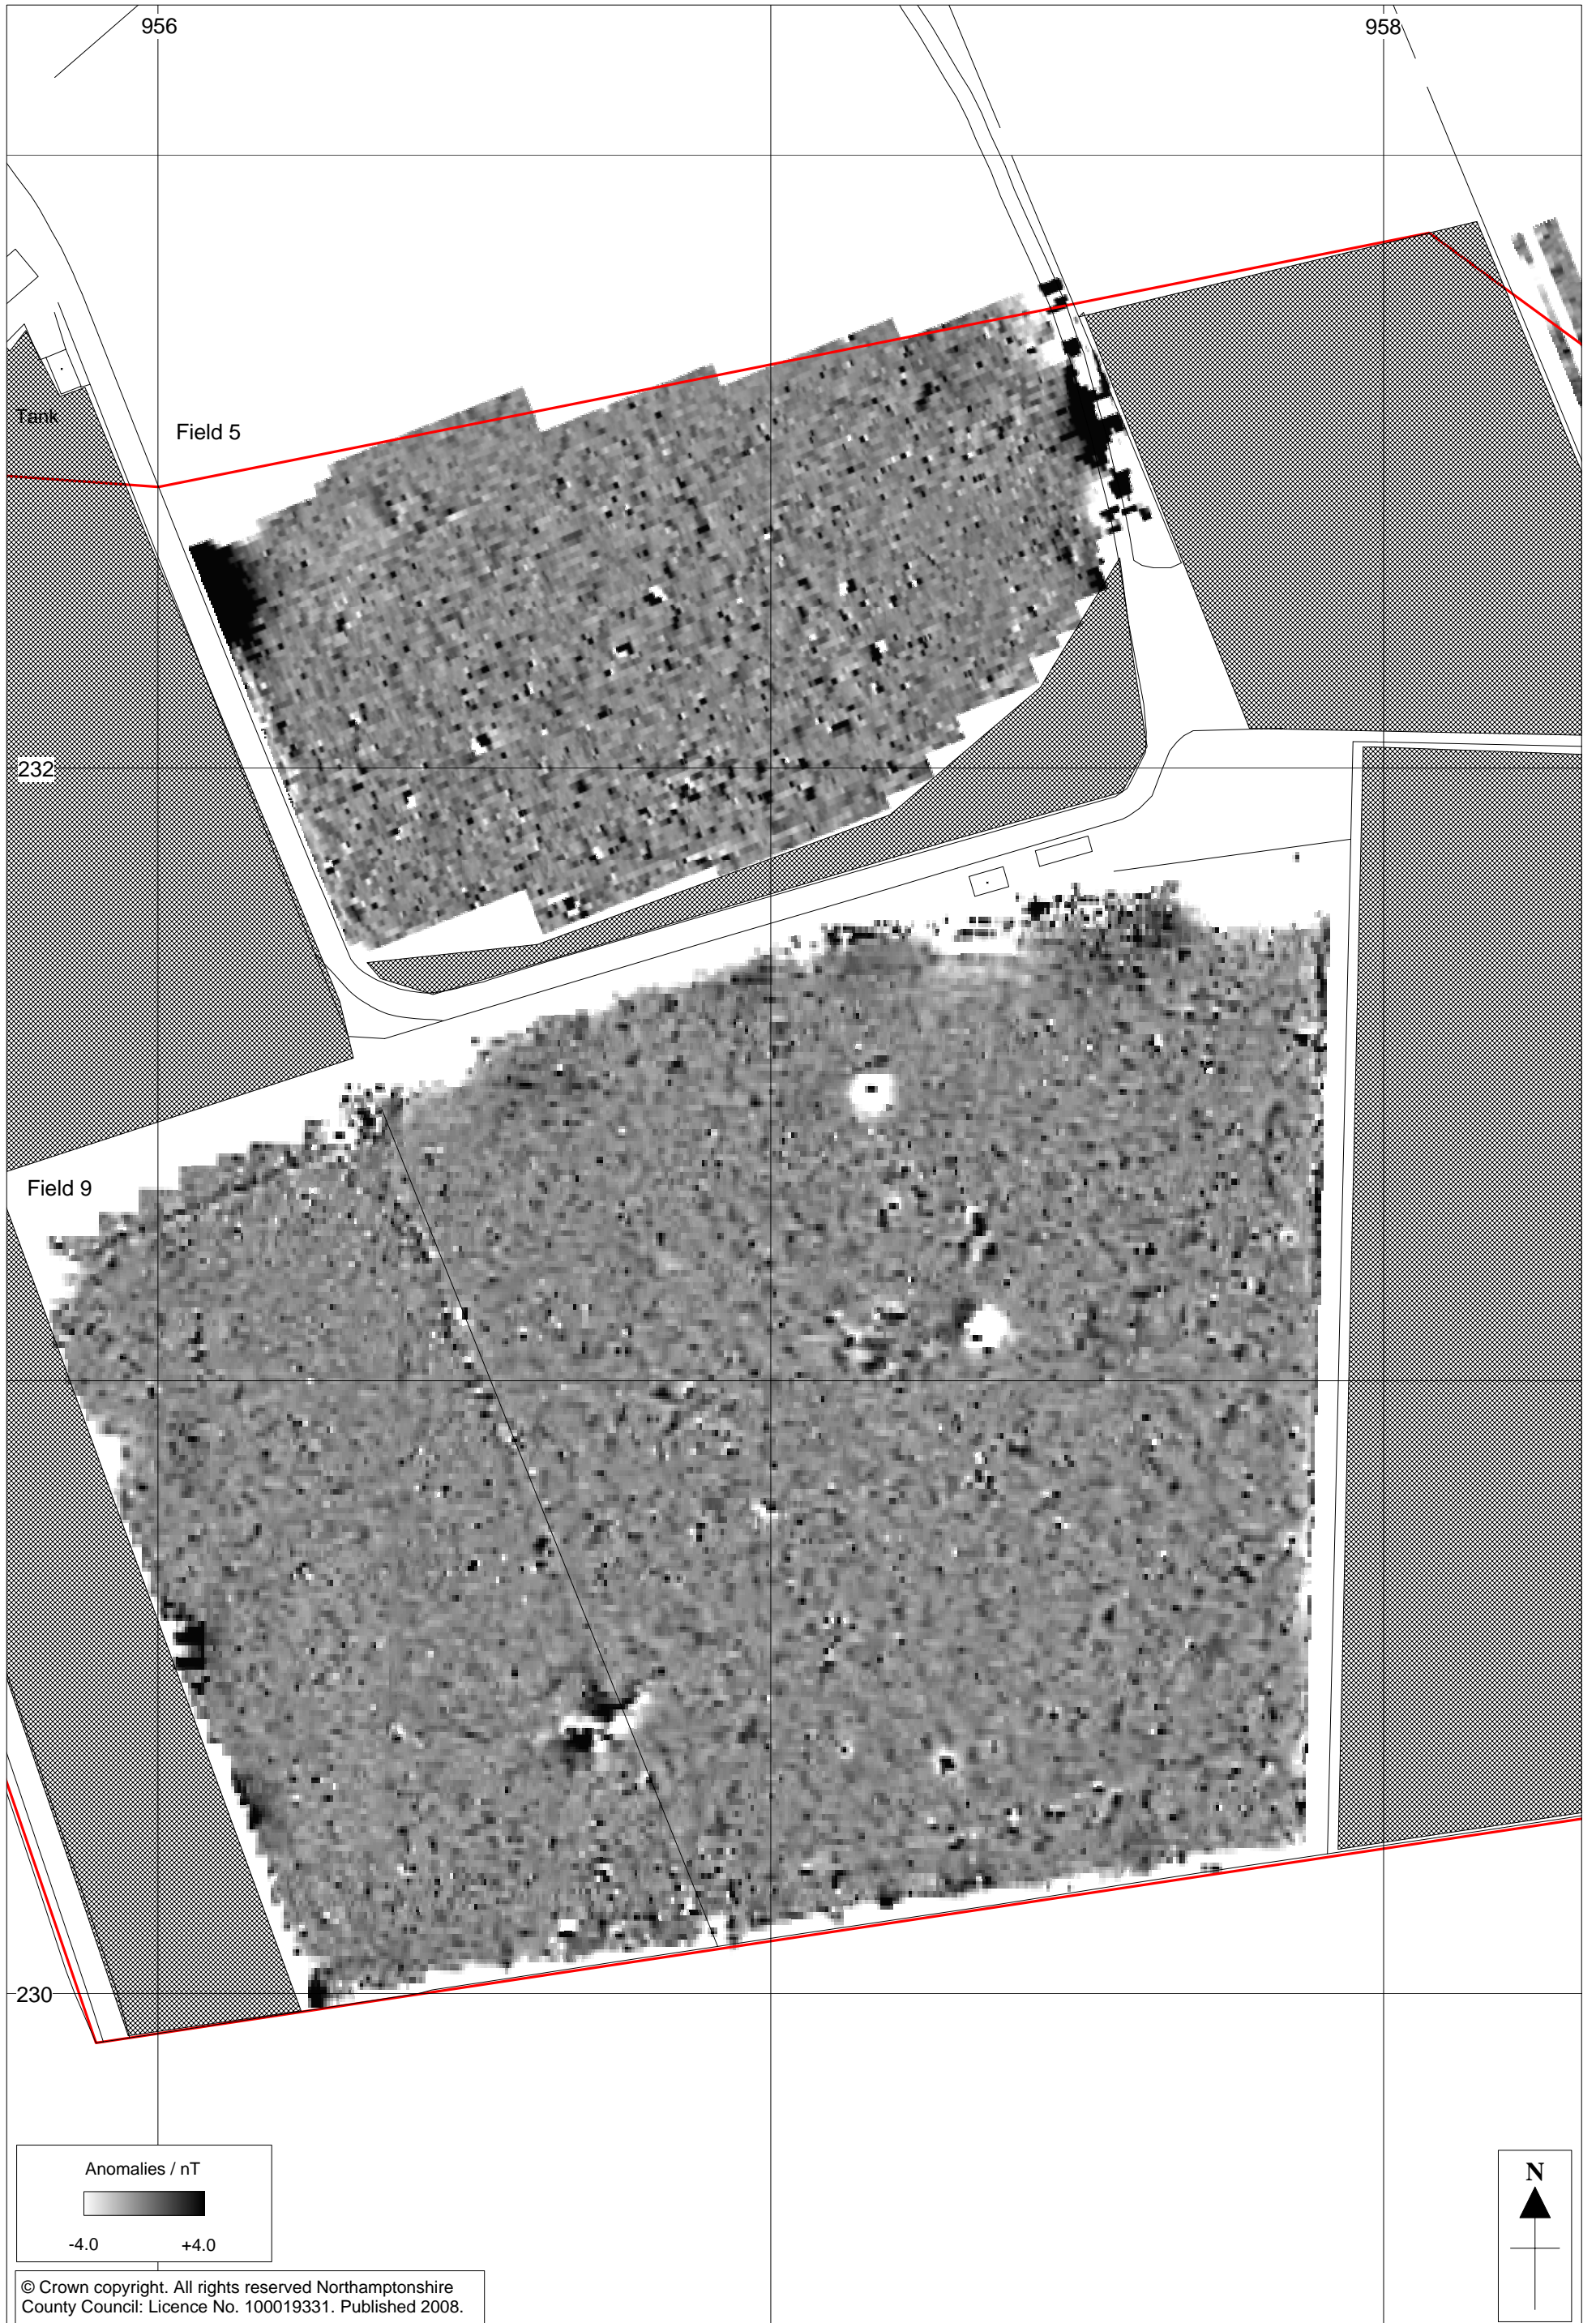 956
958
Tank
Field 5
232
Field 9
230
Anomalies / nT
-4.0 +4.0
N
© Crown copyright. All rights reserved Northamptonshire
County Council: Licence No. 100019331. Published 2008.